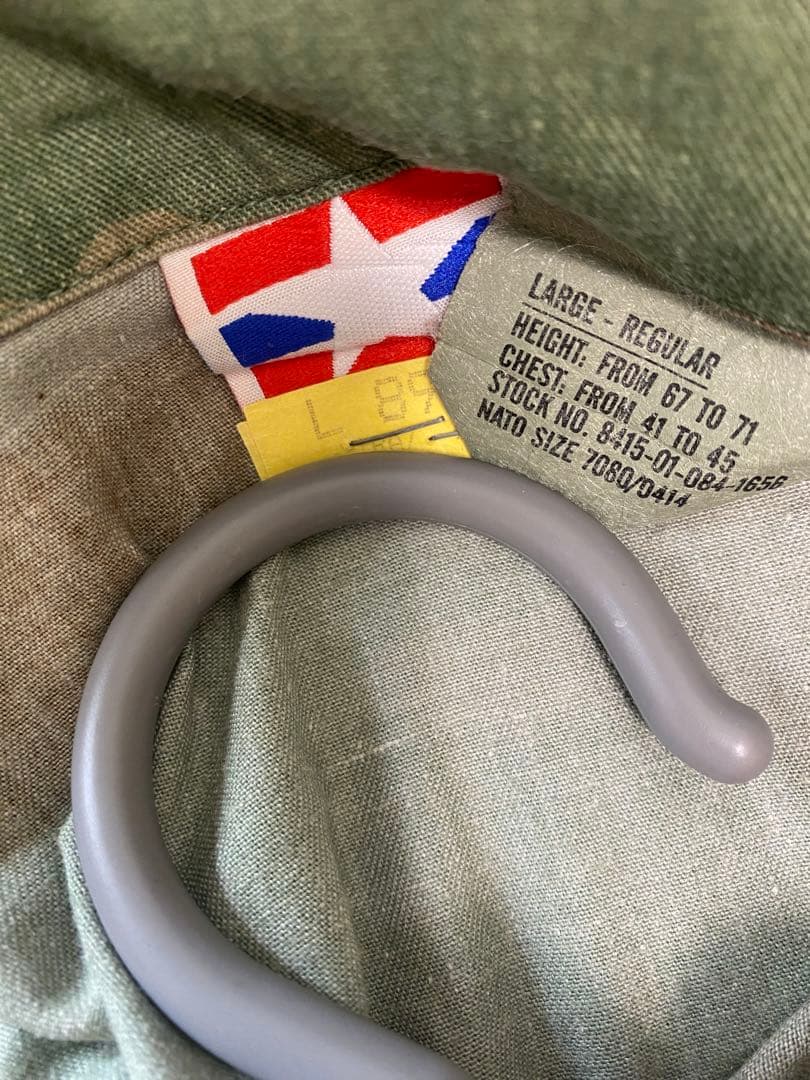 LARGE - REGULAR
HEIGHT. FROM 67 TO 71
CHEST. FROM 41 TO 45
STOCK NO. 8415-01-084-1656
NATO SIZE 7080/0414
L 89